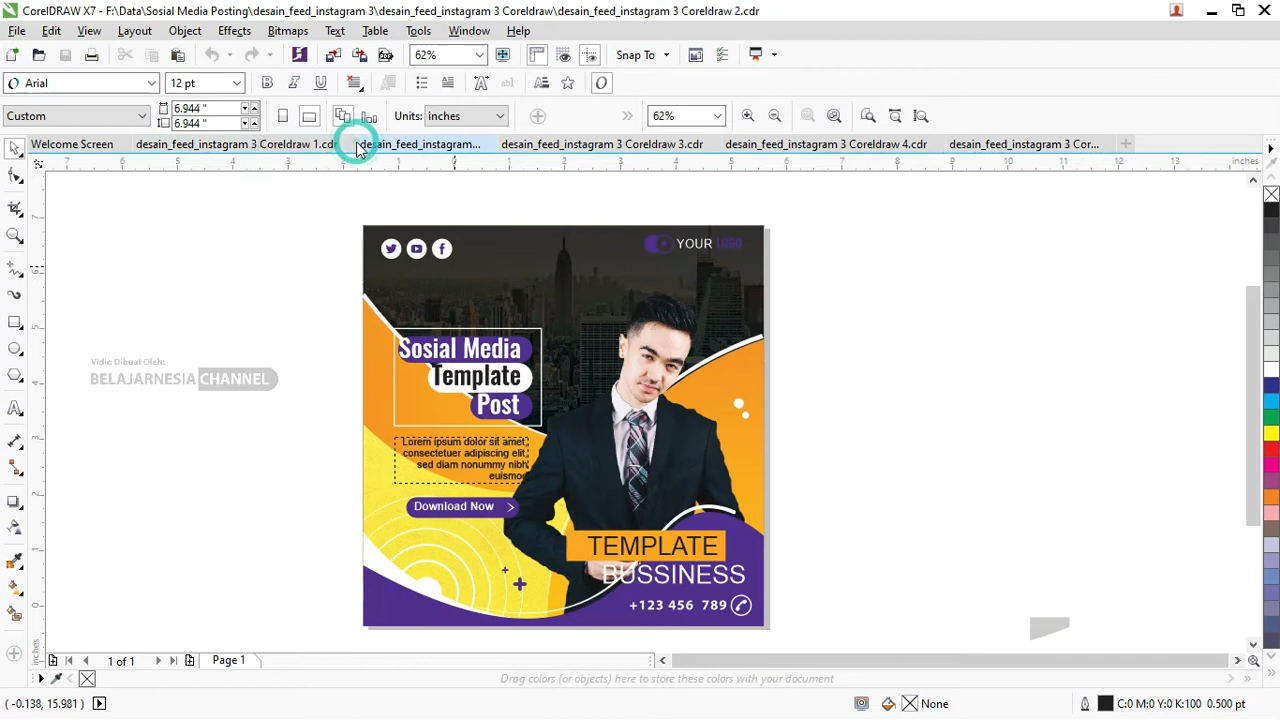 CorelDRAW X7 - F:\Data\Sosial Media Posting\desain_feed_instagram 3\desain_feed_instagram 3 Coreldraw\desain_feed_instagram 3 Coreldraw 2.cdr
File Edit View Layout Object Effects Bitmaps Text Table Tools Window Help
62% Snap To
Arial 12 pt
Custom 6.944 " 6.944 " Units: inches 62%
Welcome Screen desain_feed_instagram 3 Coreldraw 1.cdr desain_feed_instagram... desain_feed_instagram 3 Coreldraw 3.cdr desain_feed_instagram 3 Coreldraw 4.cdr desain_feed_instagram 3 Cor...
inches
YOUR LOGO
Sosial Media
Template
Post
Vidio Dibuat Oleh:
BELAJARNESIA CHANNEL
Lorem ipsum dolor sit amet,
consectetuer adipiscing elit,
sed diam nonummy nibh
euismod
Download Now >
TEMPLATE
BUSSINESS
+123 456 789
1 of 1 Page 1
Drag colors (or objects) here to store these colors with your document
( -0.138, 15.981 ) None C:0 M:0 Y:0 K:100 0.500 pt